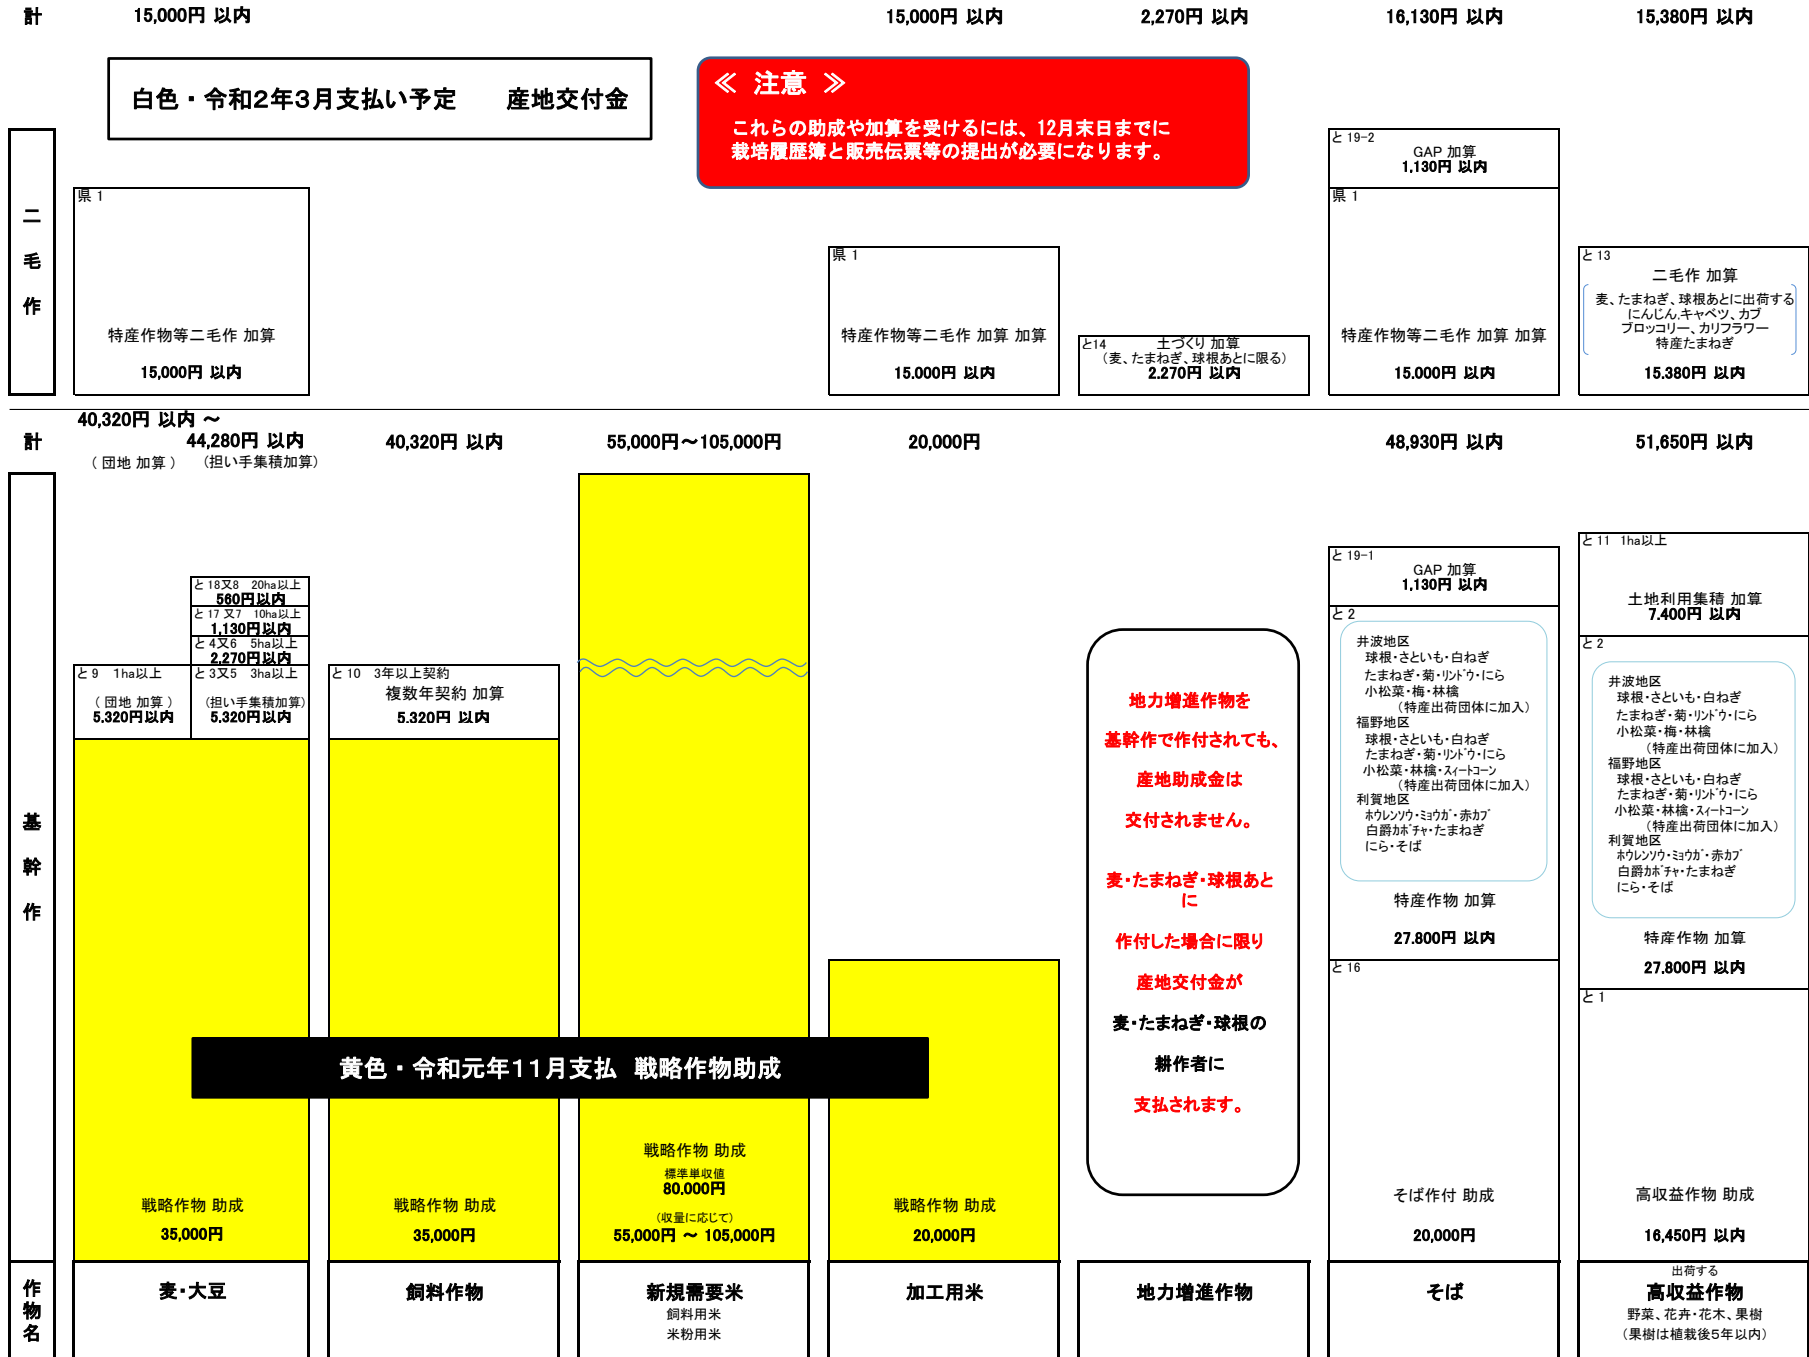 計
15,000円 以内
15,000円 以内
2,270円 以内
16,130円 以内
15,380円 以内
白色・令和2年3月支払い予定 産地交付金
≪ 注意 ≫
これらの助成や加算を受けるには、12月末日までに
栽培履歴簿と販売伝票等の提出が必要になります。
二毛作
県 1
特産作物等二毛作 加算
15,000円 以内
県 1
特産作物等二毛作 加算 加算
15.000円 以内
と14 土づくり 加算
（麦、たまねぎ、球根あとに限る）
2.270円 以内
と 19-2
GAP 加算
1,130円 以内
県 1
特産作物等二毛作 加算 加算
15.000円 以内
と 13
二毛作 加算
麦、たまねぎ、球根あとに出荷する
にんじん、キャベツ、カブ
ブロッコリー、カリフラワー
特産たまねぎ
15.380円 以内
計
40,320円 以内 ～
44,280円 以内
（ 団地 加算 ） （担い手集積加算）
40,320円 以内
55,000円～105,000円
20,000円
48,930円 以内
51,650円 以内
基幹作
と 18又8 20ha以上
560円以内
と 17 又7 10ha以上
1,130円以内
と 4又6 5ha以上
2,270円以内
と 9 1ha以上
（ 団地 加算 ）
5.320円以内
と 3又5 3ha以上
（担い手集積加算）
5.320円以内
戦略作物 助成
35,000円
と 10 3年以上契約
複数年契約 加算
5.320円 以内
戦略作物 助成
35,000円
黄色・令和元年11月支払 戦略作物助成
戦略作物 助成
標準単収値
80.000円
（収量に応じて）
55,000円 ～ 105,000円
戦略作物 助成
20,000円
地力増進作物を
基幹作で作付されても、
産地助成金は
交付されません。
麦・たまねぎ・球根あと
に
作付した場合に限り
産地交付金が
麦・たまねぎ・球根の
耕作者に
支払されます。
と 19-1
GAP 加算
1,130円 以内
と 2
井波地区
球根・さといも・白ねぎ
たまねぎ・菊・リンドウ・にら
小松菜・梅・林檎
（特産出荷団体に加入）
福野地区
球根・さといも・白ねぎ
たまねぎ・菊・リンドウ・にら
小松菜・林檎・スィートコーン
（特産出荷団体に加入）
利賀地区
ホウレンソウ・ミョウガ・赤カブ
白爵カボチャ・たまねぎ
にら・そば
特産作物 加算
27.800円 以内
と 16
そば作付 助成
20,000円
と 11 1ha以上
土地利用集積 加算
7.400円 以内
と 2
井波地区
球根・さといも・白ねぎ
たまねぎ・菊・リンドウ・にら
小松菜・梅・林檎
（特産出荷団体に加入）
福野地区
球根・さといも・白ねぎ
たまねぎ・菊・リンドウ・にら
小松菜・林檎・スィートコーン
（特産出荷団体に加入）
利賀地区
ホウレンソウ・ミョウガ・赤カブ
白爵カボチャ・たまねぎ
にら・そば
特産作物 加算
27.800円 以内
と 1
高収益作物 助成
16,450円 以内
作物名
麦・大豆
飼料作物
新規需要米
飼料用米
米粉用米
加工用米
地力増進作物
そば
出荷する
高収益作物
野菜、花卉・花木、果樹
（果樹は植栽後5年以内）